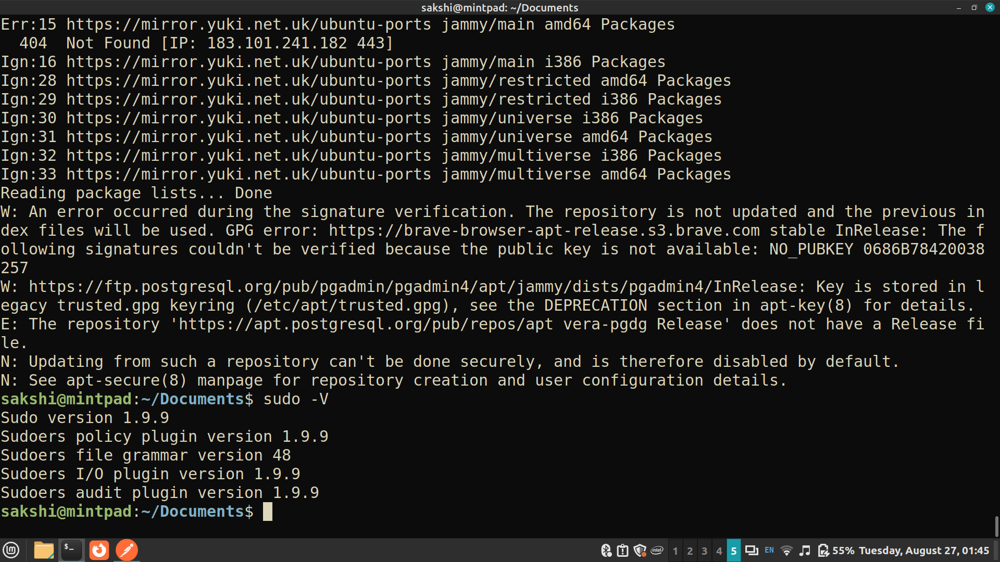 sakshi@mintpad: ~/Documents
Err:15 https://mirror.yuki.net.uk/ubuntu-ports jammy/main amd64 Packages
  404  Not Found [IP: 183.101.241.182 443]
Ign:16 https://mirror.yuki.net.uk/ubuntu-ports jammy/main i386 Packages
Ign:28 https://mirror.yuki.net.uk/ubuntu-ports jammy/restricted amd64 Packages
Ign:29 https://mirror.yuki.net.uk/ubuntu-ports jammy/restricted i386 Packages
Ign:30 https://mirror.yuki.net.uk/ubuntu-ports jammy/universe i386 Packages
Ign:31 https://mirror.yuki.net.uk/ubuntu-ports jammy/universe amd64 Packages
Ign:32 https://mirror.yuki.net.uk/ubuntu-ports jammy/multiverse i386 Packages
Ign:33 https://mirror.yuki.net.uk/ubuntu-ports jammy/multiverse amd64 Packages
Reading package lists... Done
W: An error occurred during the signature verification. The repository is not updated and the previous in
dex files will be used. GPG error: https://brave-browser-apt-release.s3.brave.com stable InRelease: The f
ollowing signatures couldn't be verified because the public key is not available: NO_PUBKEY 0686B78420038
257
W: https://ftp.postgresql.org/pub/pgadmin/pgadmin4/apt/jammy/dists/pgadmin4/InRelease: Key is stored in l
egacy trusted.gpg keyring (/etc/apt/trusted.gpg), see the DEPRECATION section in apt-key(8) for details.
E: The repository 'https://apt.postgresql.org/pub/repos/apt vera-pgdg Release' does not have a Release fi
le.
N: Updating from such a repository can't be done securely, and is therefore disabled by default.
N: See apt-secure(8) manpage for repository creation and user configuration details.
sakshi@mintpad:~/Documents$ sudo -V
Sudo version 1.9.9
Sudoers policy plugin version 1.9.9
Sudoers file grammar version 48
Sudoers I/O plugin version 1.9.9
Sudoers audit plugin version 1.9.9
sakshi@mintpad:~/Documents$
$_ intel 1 2 3 4 5 EN 55% Tuesday, August 27, 01:45